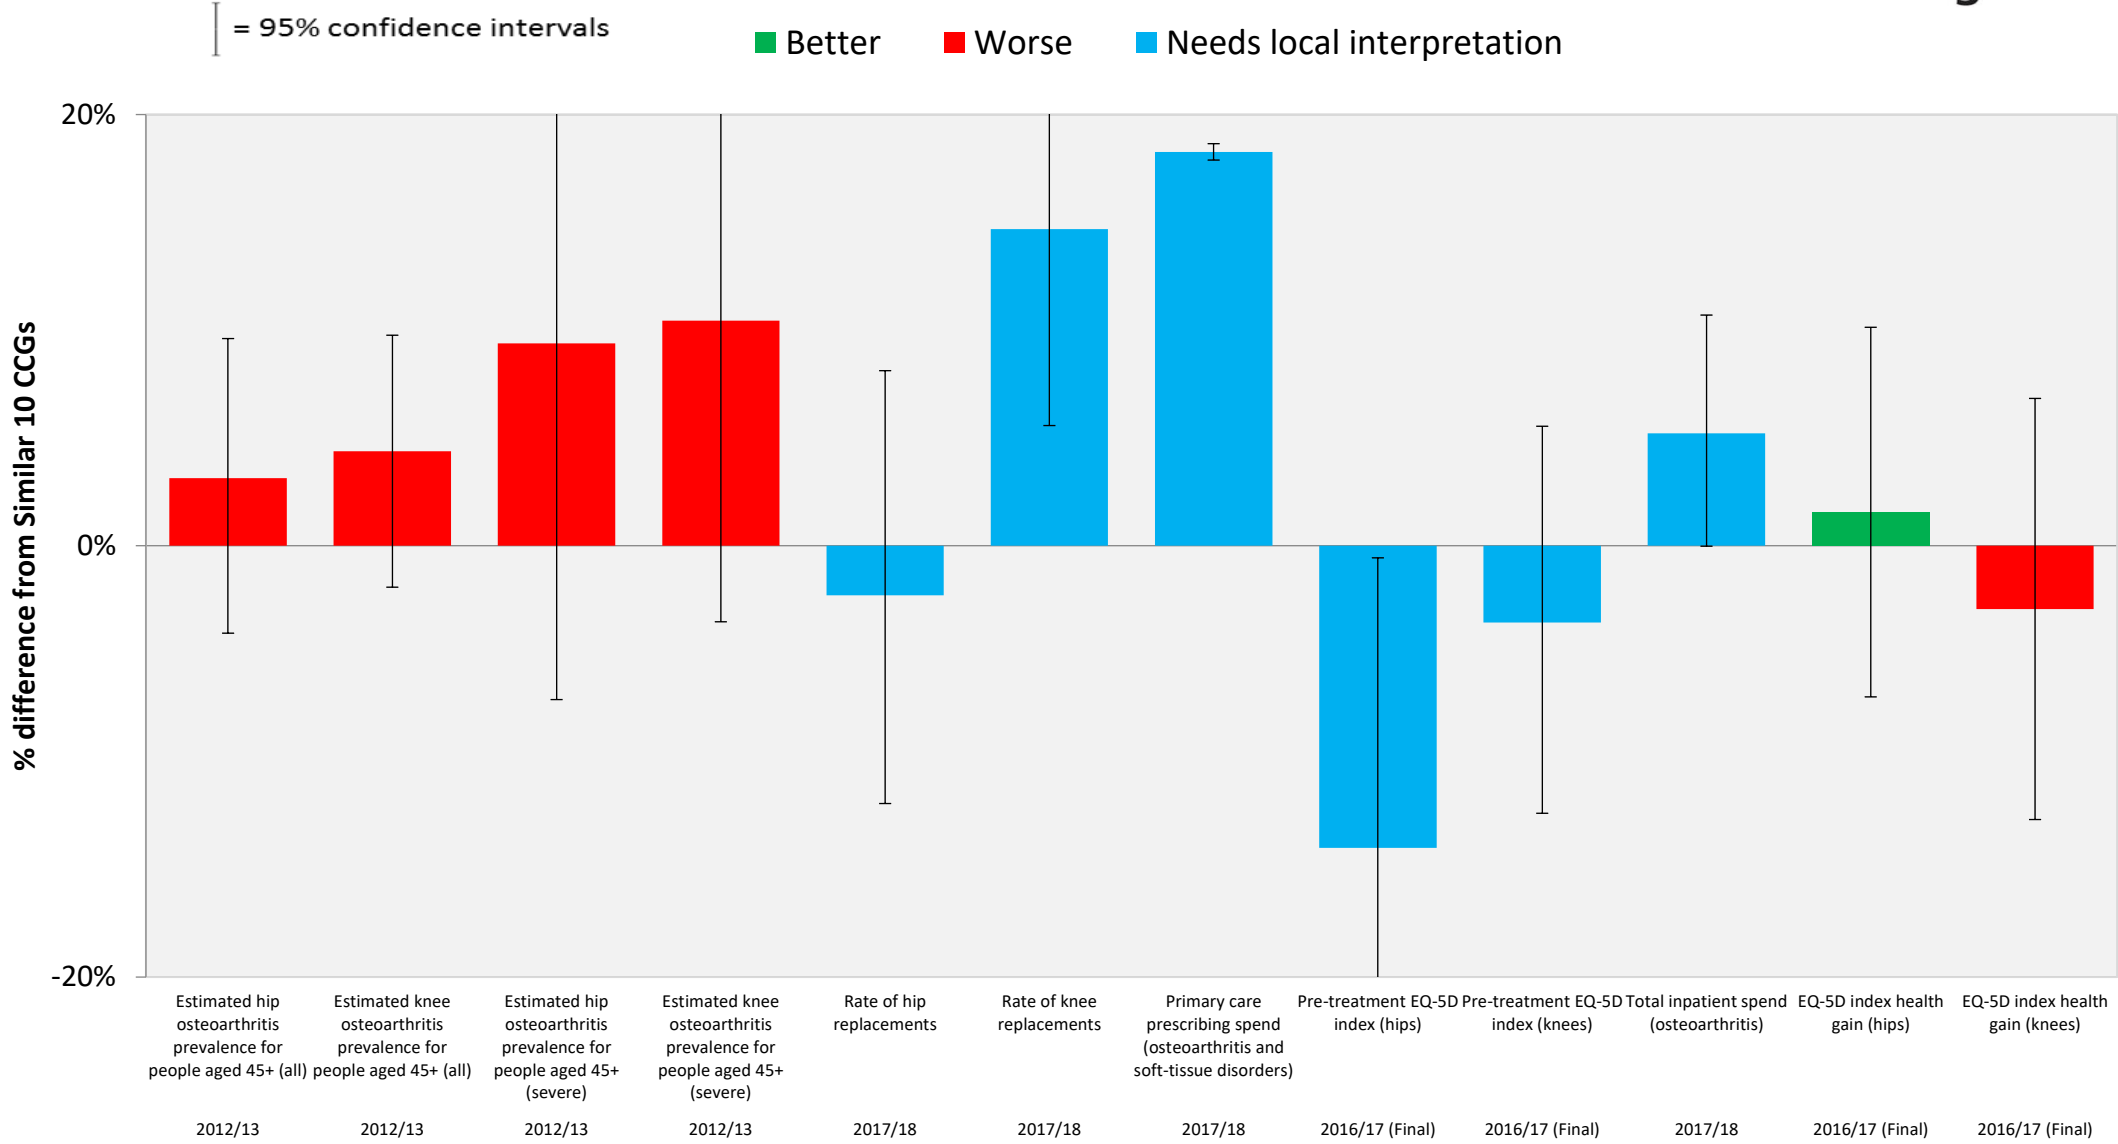 = 95% confidence intervals
Better
Worse
Needs local interpretation
20%
0%
-20%
% difference from Similar 10 CCGs
Estimated hip
osteoarthritis
prevalence for
people aged 45+ (all)
2012/13
Estimated knee
osteoarthritis
prevalence for
people aged 45+ (all)
2012/13
Estimated hip
osteoarthritis
prevalence for
people aged 45+
(severe)
2012/13
Estimated knee
osteoarthritis
prevalence for
people aged 45+
(severe)
2012/13
Rate of hip
replacements
2017/18
Rate of knee
replacements
2017/18
Primary care
prescribing spend
(osteoarthritis and
soft-tissue disorders)
2017/18
Pre-treatment EQ-5D
index (hips)
2016/17 (Final)
Pre-treatment EQ-5D
index (knees)
2016/17 (Final)
Total inpatient spend
(osteoarthritis)
2017/18
EQ-5D index health
gain (hips)
2016/17 (Final)
EQ-5D index health
gain (knees)
2016/17 (Final)